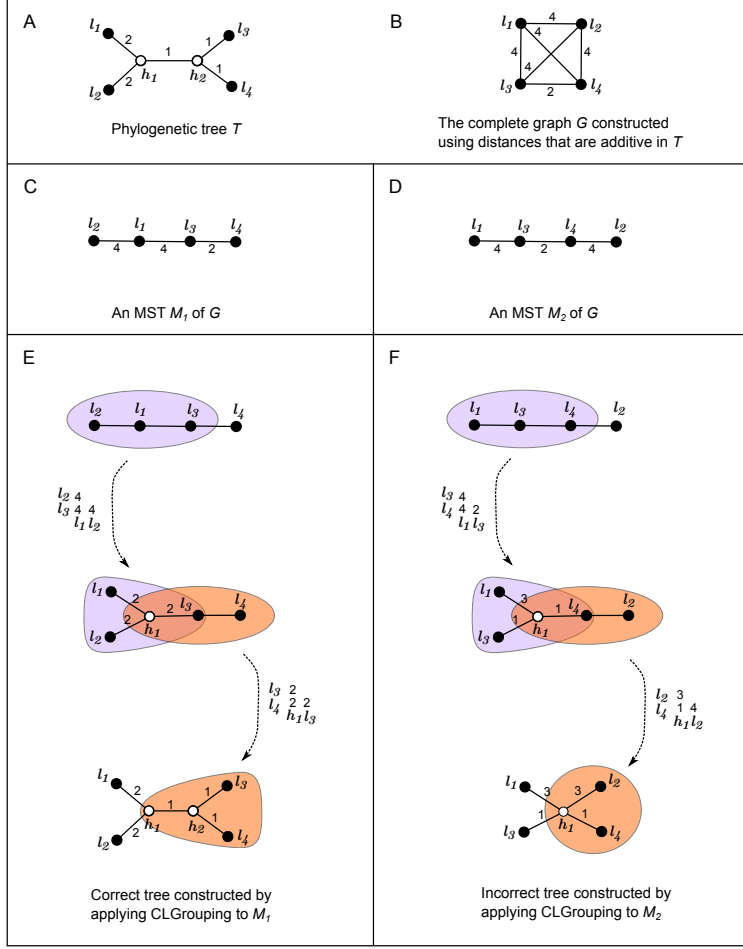 A
l1 2 2 l2 h1 1 h2 1 l3 1 l4
Phylogenetic tree T
B
l1 4 l2
4 4 4 4
l3 2 l4
The complete graph G constructed
using distances that are additive in T
C
l2 l1 l3 l4
4 4 2
An MST M1 of G
D
l1 l3 l4 l2
4 2 4
An MST M2 of G
E
l2 l1 l3 l4
l2 4
l3 4 4
l1 l2
l1 2 l3 l4
2 2
l2 h1
l3 2
l4 2 2
h1 l3
l1 2 1 l3
1
l2 2 h1 h2 1 l4
Correct tree constructed by
applying CLGrouping to M1
F
l1 l3 l4 l2
l3 4
l4 4 2
l1 l3
l1 3 l4 l2
1 1
l3 h1
l2 3
l4 1 4
h1 l2
l1 3 3 l2
l3 1 h1 1 l4
Incorrect tree constructed by
applying CLGrouping to M2